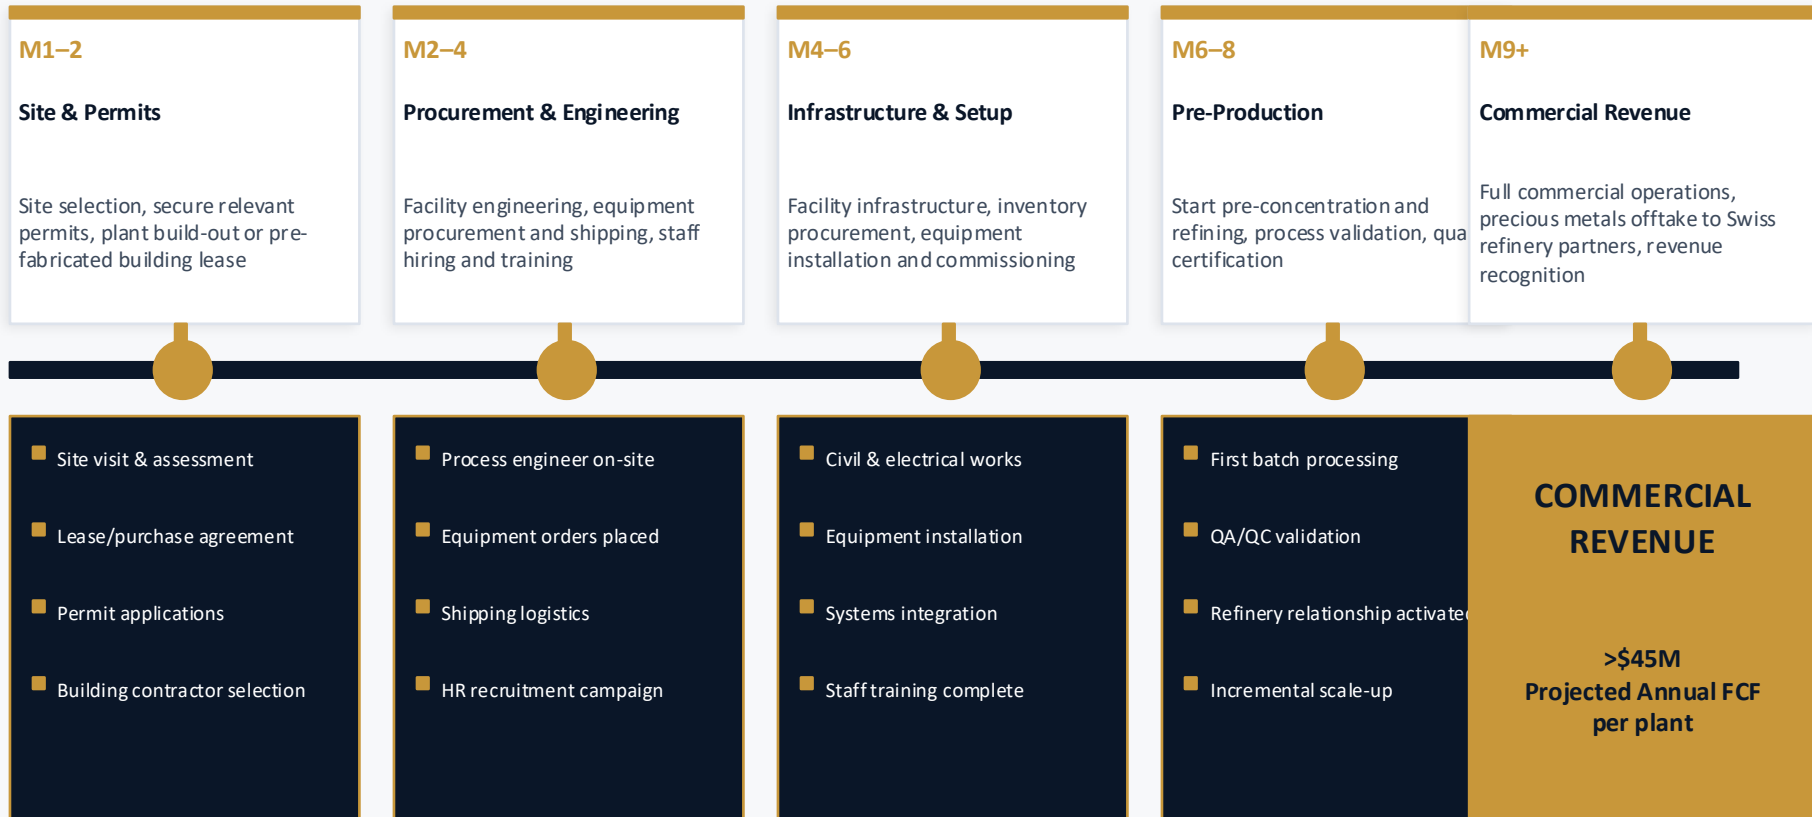 M1–2
Site & Permits
Site selection, secure relevant
permits, plant build-out or pre-
fabricated building lease
M2–4
Procurement & Engineering
Facility engineering, equipment
procurement and shipping, staff
hiring and training
M4–6
Infrastructure & Setup
Facility infrastructure, inventory
procurement, equipment
installation and commissioning
M6–8
Pre-Production
Start pre-concentration and
refining, process validation, qua
certification
M9+
Commercial Revenue
Full commercial operations,
precious metals offtake to Swiss
refinery partners, revenue
recognition
Site visit & assessment
Lease/purchase agreement
Permit applications
Building contractor selection
Process engineer on-site
Equipment orders placed
Shipping logistics
HR recruitment campaign
Civil & electrical works
Equipment installation
Systems integration
Staff training complete
First batch processing
QA/QC validation
Refinery relationship activated
Incremental scale-up
COMMERCIAL
REVENUE
>$45M
Projected Annual FCF
per plant